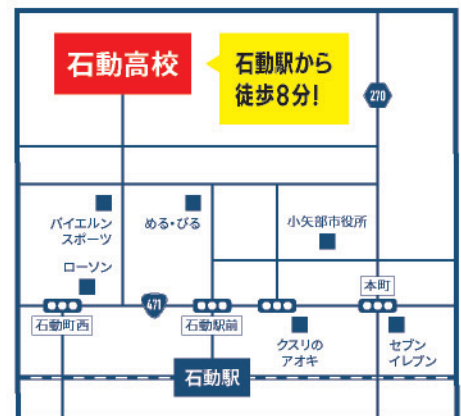 石動高校
石動駅から
徒歩8分!
270
バイエルン
スポーツ
める・びる
小矢部市役所
ローソン
本町
471
石動町西
石動駅前
クスリの
アオキ
セブン
イレブン
石動駅